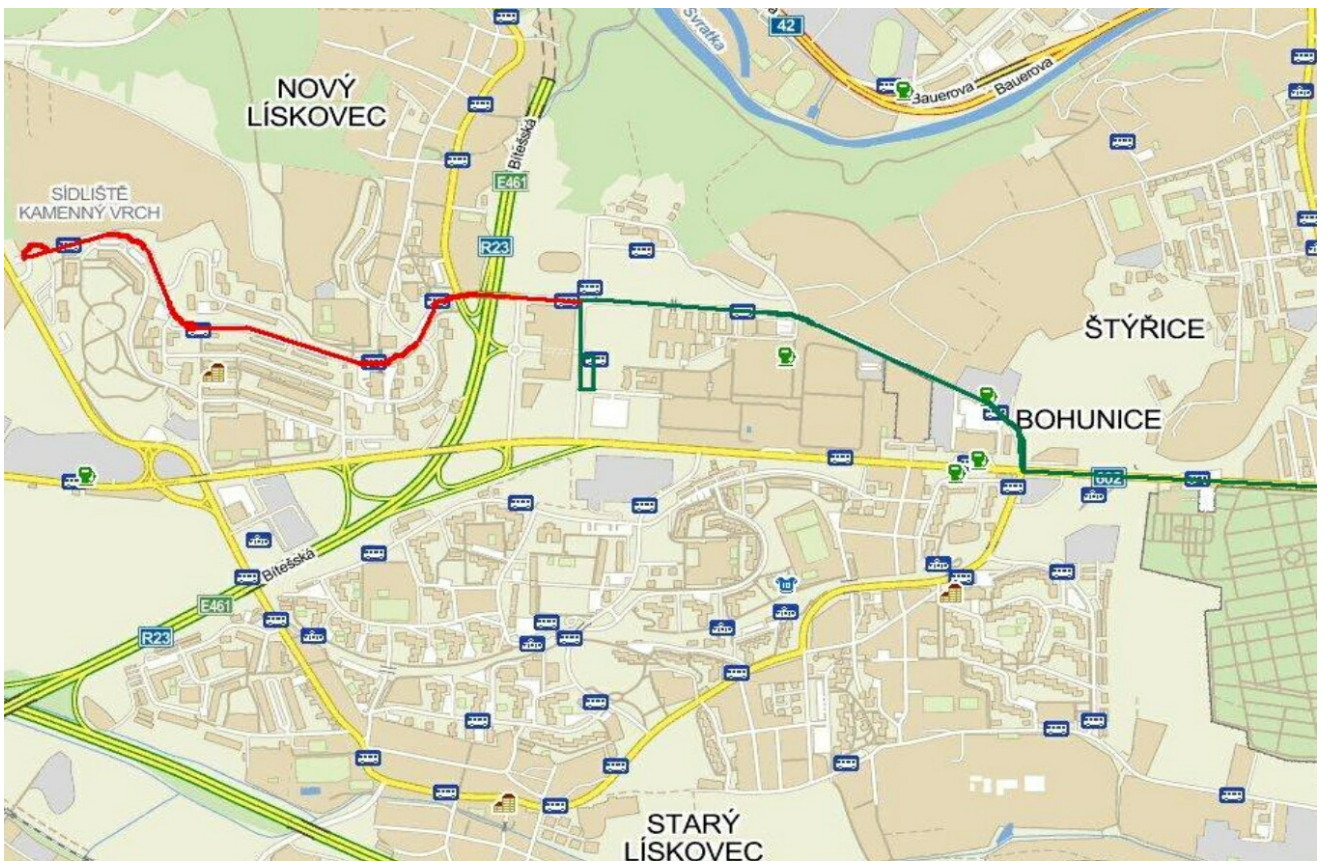 42
Svratka
Bauerova
Bauerova
NOVÝ
LÍSKOVEC
Bítešská
E461
SÍDLIŠTĚ
KAMENNÝ VRCH
R23
ŠTÝŘICE
BOHUNICE
602
Bítešská
E461
R23
10
STARÝ
LÍSKOVEC